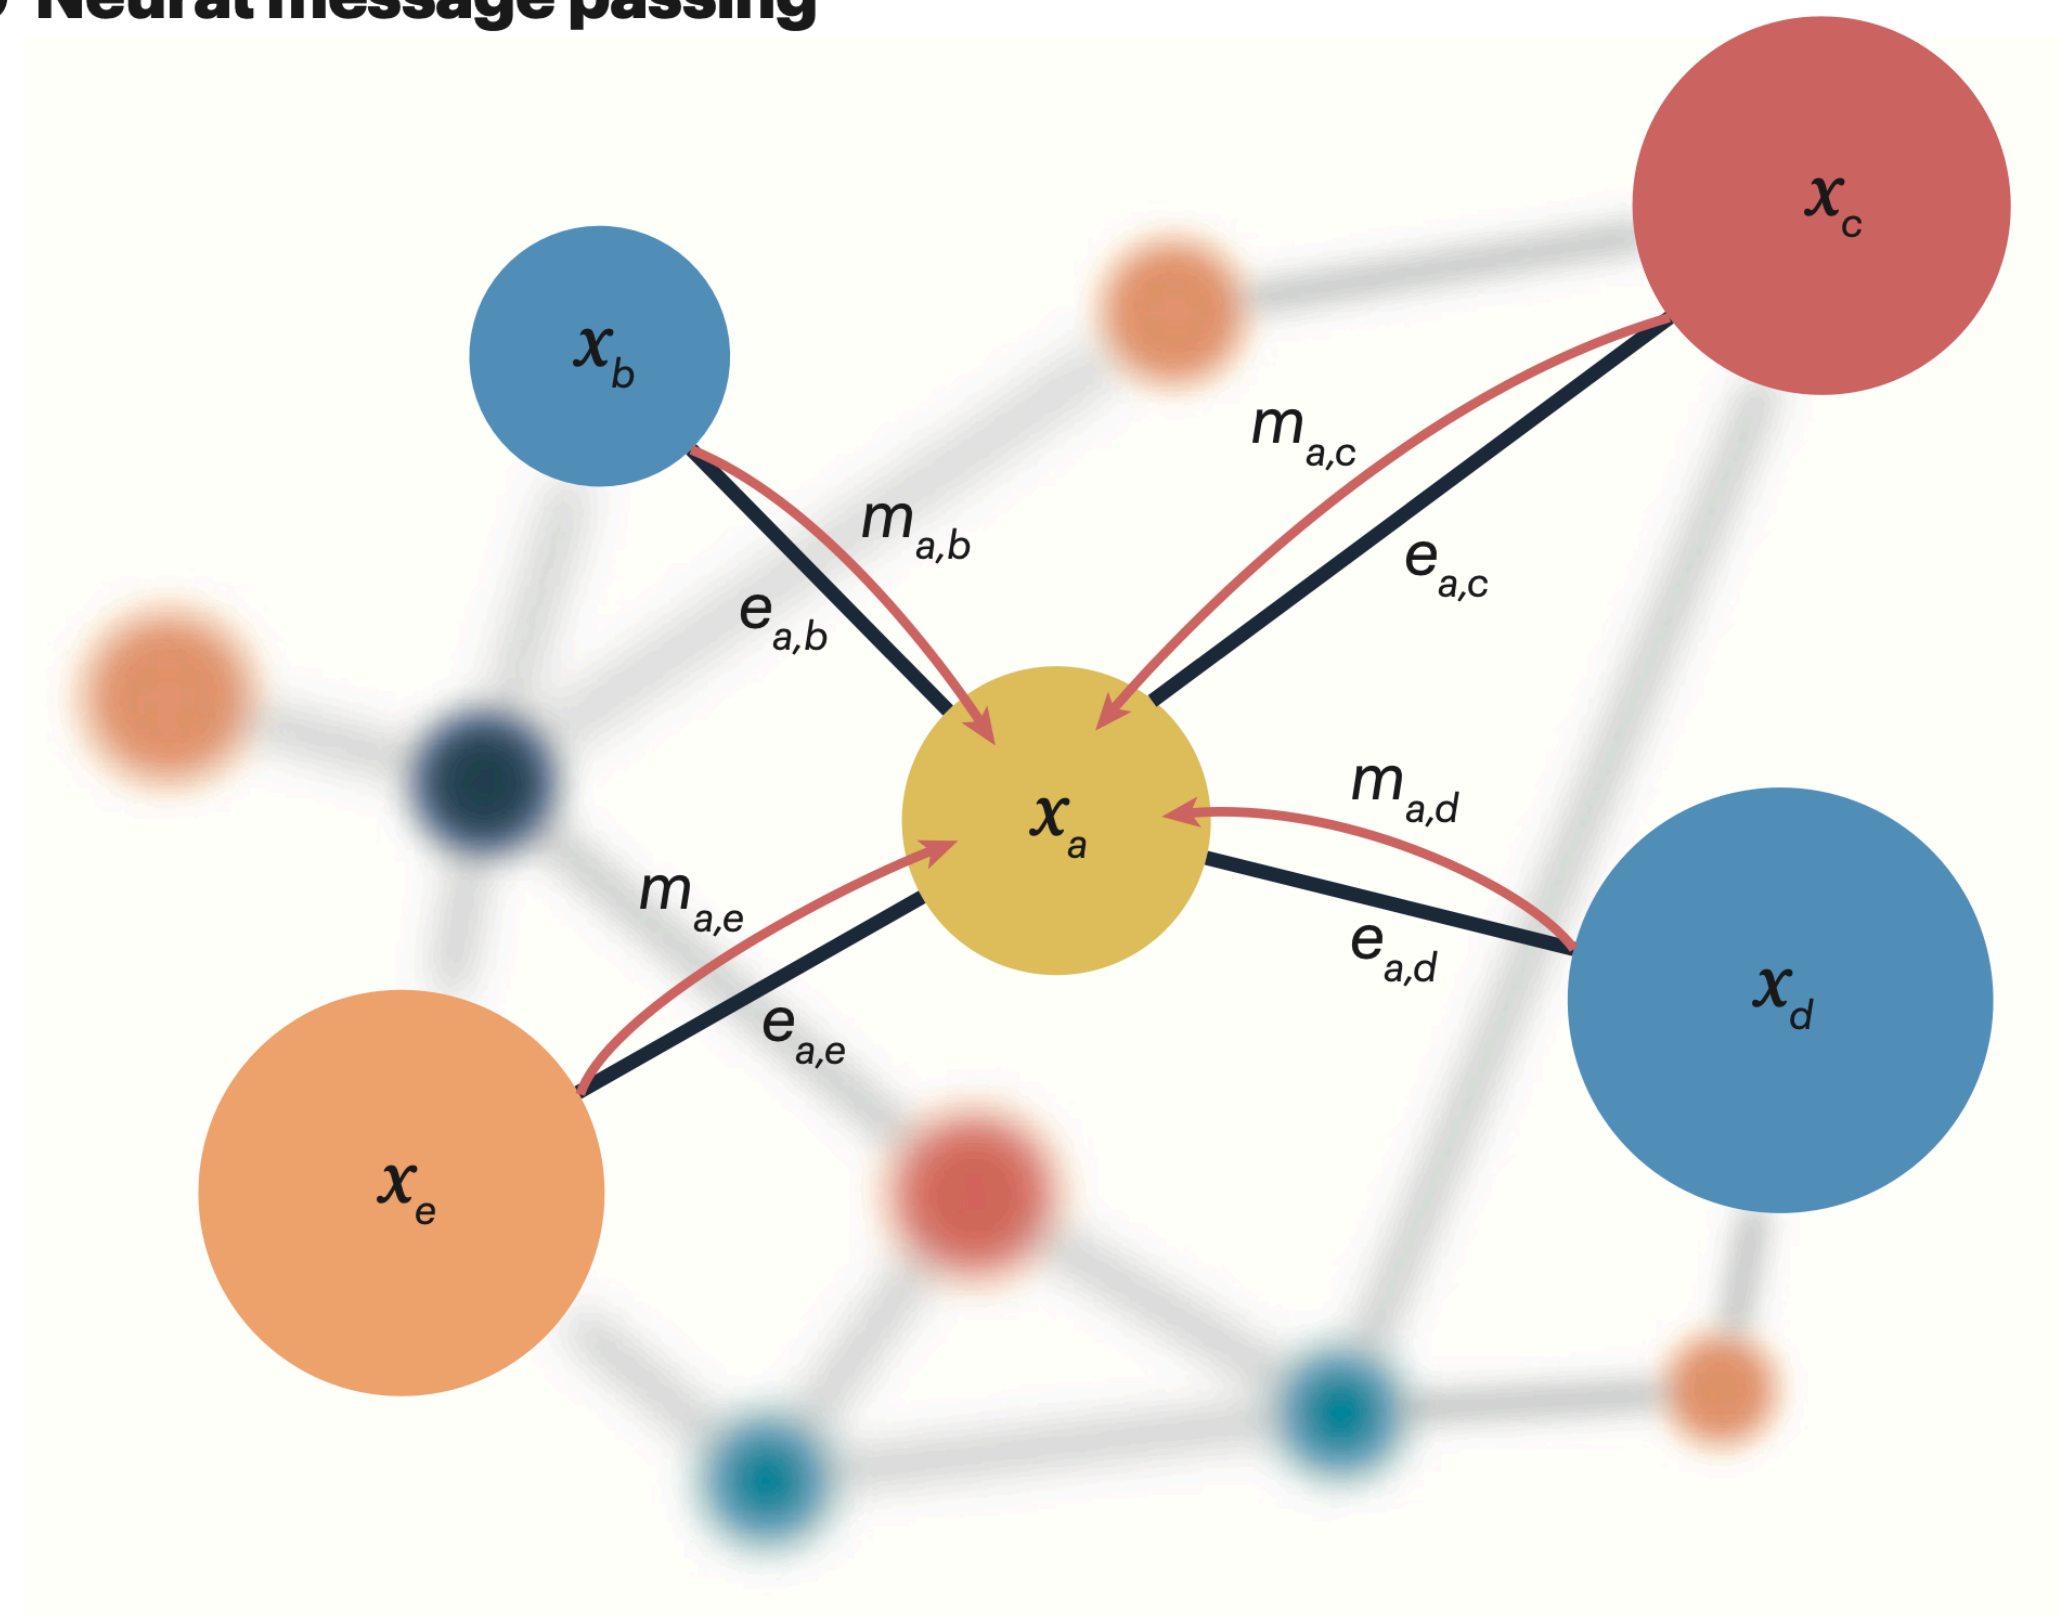 Neural message passing
x_c
x_b
m_a,c
m_a,b
e_a,c
e_a,b
m_a,d
x_a
m_a,e
e_a,d
x_d
e_a,e
x_e